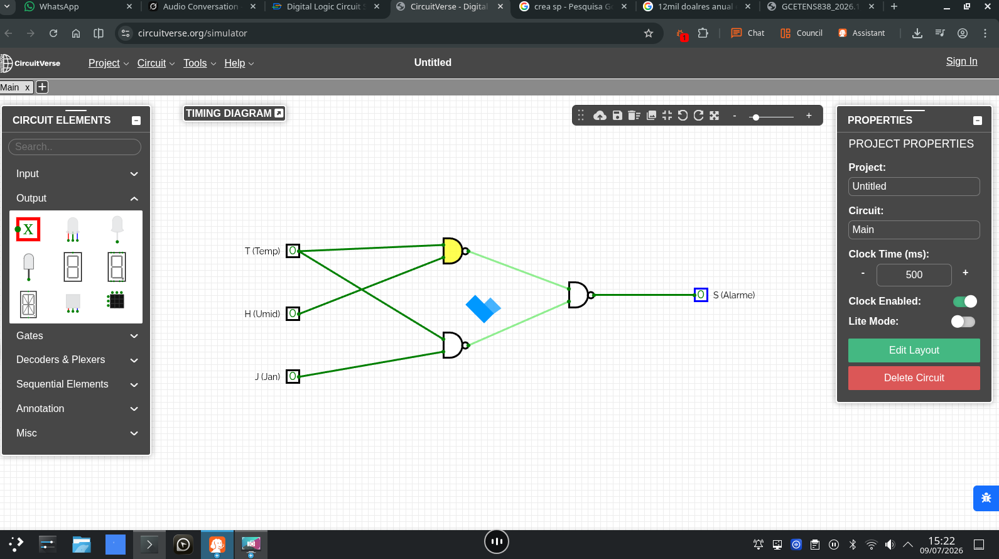 WhatsApp
Audio Conversation
Digital Logic Circuit S
CircuitVerse - Digital
crea sp - Pesquisa Go
12mil doalres anual
GCETENS838_2026.1
circuitverse.org/simulator
1
Chat
Council
Assistant
CircuitVerse
Project
Circuit
Tools
Help
Untitled
Sign In
Main x
CIRCUIT ELEMENTS
Search..
Input
Output
X
Gates
Decoders & Plexers
Sequential Elements
Annotation
Misc
TIMING DIAGRAM
- +
T (Temp) 0
H (Umid) 0
J (Jan) 0
0 S (Alarme)
PROPERTIES
PROJECT PROPERTIES
Project:
Untitled
Circuit:
Main
Clock Time (ms):
- 500 +
Clock Enabled:
Lite Mode:
Edit Layout
Delete Circuit
15:22
09/07/2026